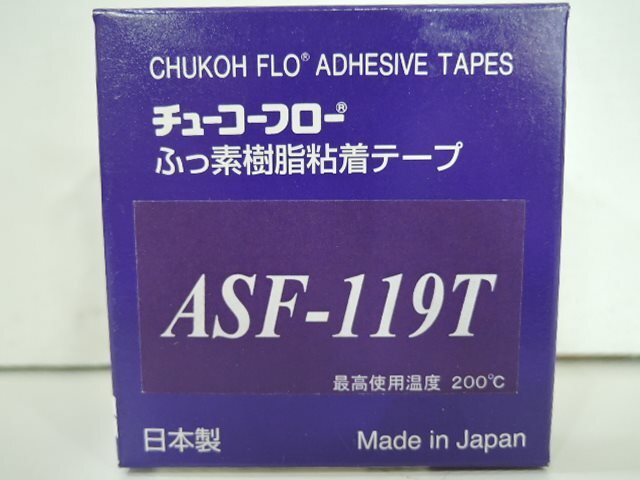 CHUKOH FLO® ADHESIVE TAPES
チューコーフロー®
ふっ素樹脂粘着テープ
ASF-119T
最高使用温度 200℃
日本製 Made in Japan